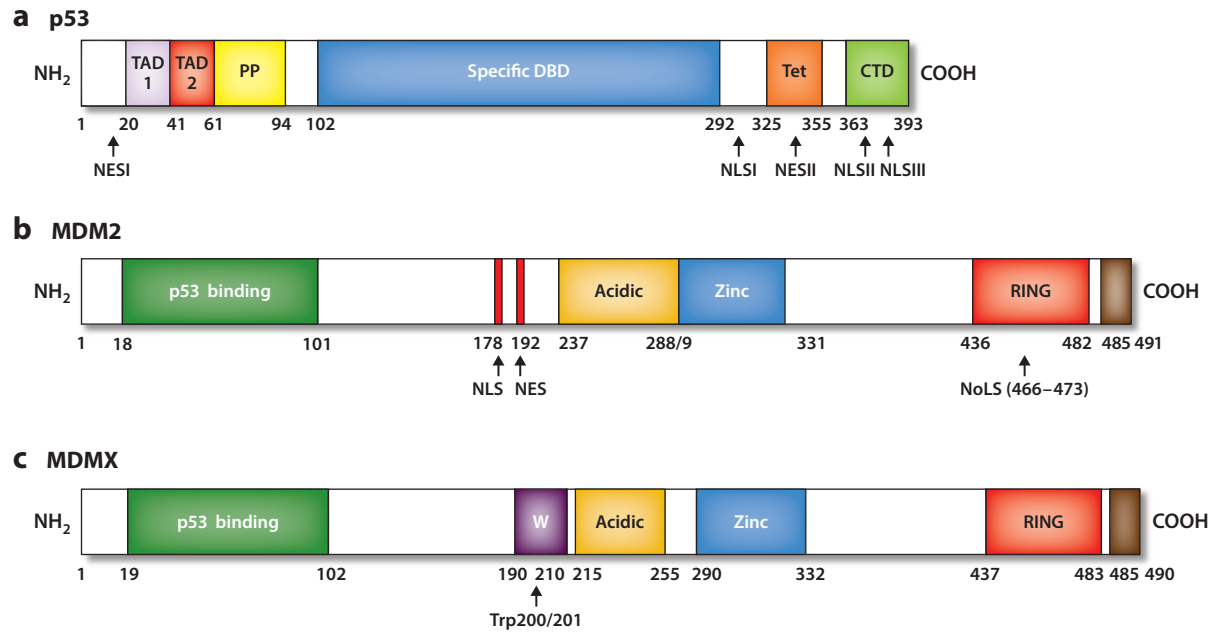 a p53
NH2 TAD 1 TAD 2 PP Specific DBD Tet CTD COOH
1 20 41 61 94 102 292 325 355 363 393
NESI NLSI NESII NLSII NLSIII
b MDM2
NH2 p53 binding Acidic Zinc RING COOH
1 18 101 178 192 237 288/9 331 436 482 485 491
NLS NES NoLS (466–473)
c MDMX
NH2 p53 binding W Acidic Zinc RING COOH
1 19 102 190 210 215 255 290 332 437 483 485 490
Trp200/201